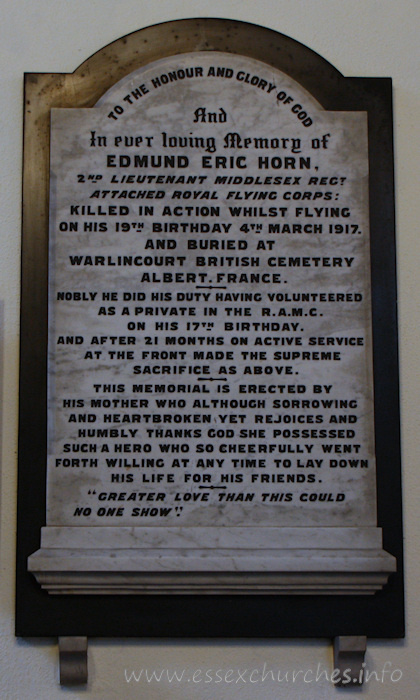 TO THE HONOUR AND GLORY OF GOD
And
In ever loving Memory of
EDMUND ERIC HORN,
2ND LIEUTENANT MIDDLESEX REGT
ATTACHED ROYAL FLYING CORPS:
KILLED IN ACTION WHILST FLYING
ON HIS 19TH BIRTHDAY 4TH MARCH 1917.
AND BURIED AT
WARLINCOURT BRITISH CEMETERY
ALBERT. FRANCE.
NOBLY HE DID HIS DUTY HAVING VOLUNTEERED
AS A PRIVATE IN THE R.A.M.C.
ON HIS 17TH BIRTHDAY.
AND AFTER 21 MONTHS ON ACTIVE SERVICE
AT THE FRONT MADE THE SUPREME
SACRIFICE AS ABOVE.
THIS MEMORIAL IS ERECTED BY
HIS MOTHER WHO ALTHOUGH SORROWING
AND HEARTBROKEN YET REJOICES AND
HUMBLY THANKS GOD SHE POSSESSED
SUCH A HERO WHO SO CHEERFULLY WENT
FORTH WILLING AT ANY TIME TO LAY DOWN
HIS LIFE FOR HIS FRIENDS.
"GREATER LOVE THAN THIS COULD
NO ONE SHOW".
www.essexchurches.info